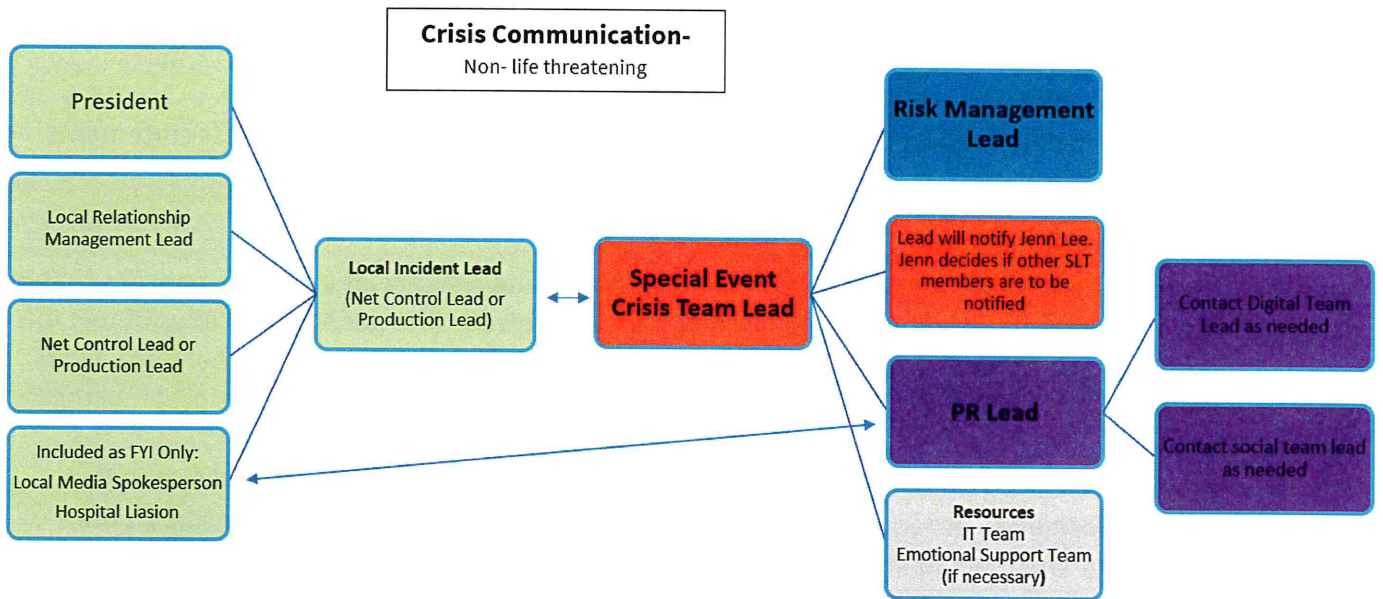 Crisis Communication-
Non- life threatening
President
Local Relationship
Management Lead
Net Control Lead or
Production Lead
Included as FYI Only:
Local Media Spokesperson
Hospital Liasion
Local Incident Lead
(Net Control Lead or
Production Lead)
Special Event
Crisis Team Lead
Risk Management
Lead
Lead will notify Jenn Lee.
Jenn decides if other SLT
members are to be
notified
PR Lead
Resources
IT Team
Emotional Support Team
(if necessary)
Contact Digital Team
Lead as needed
Contact social team lead
as needed